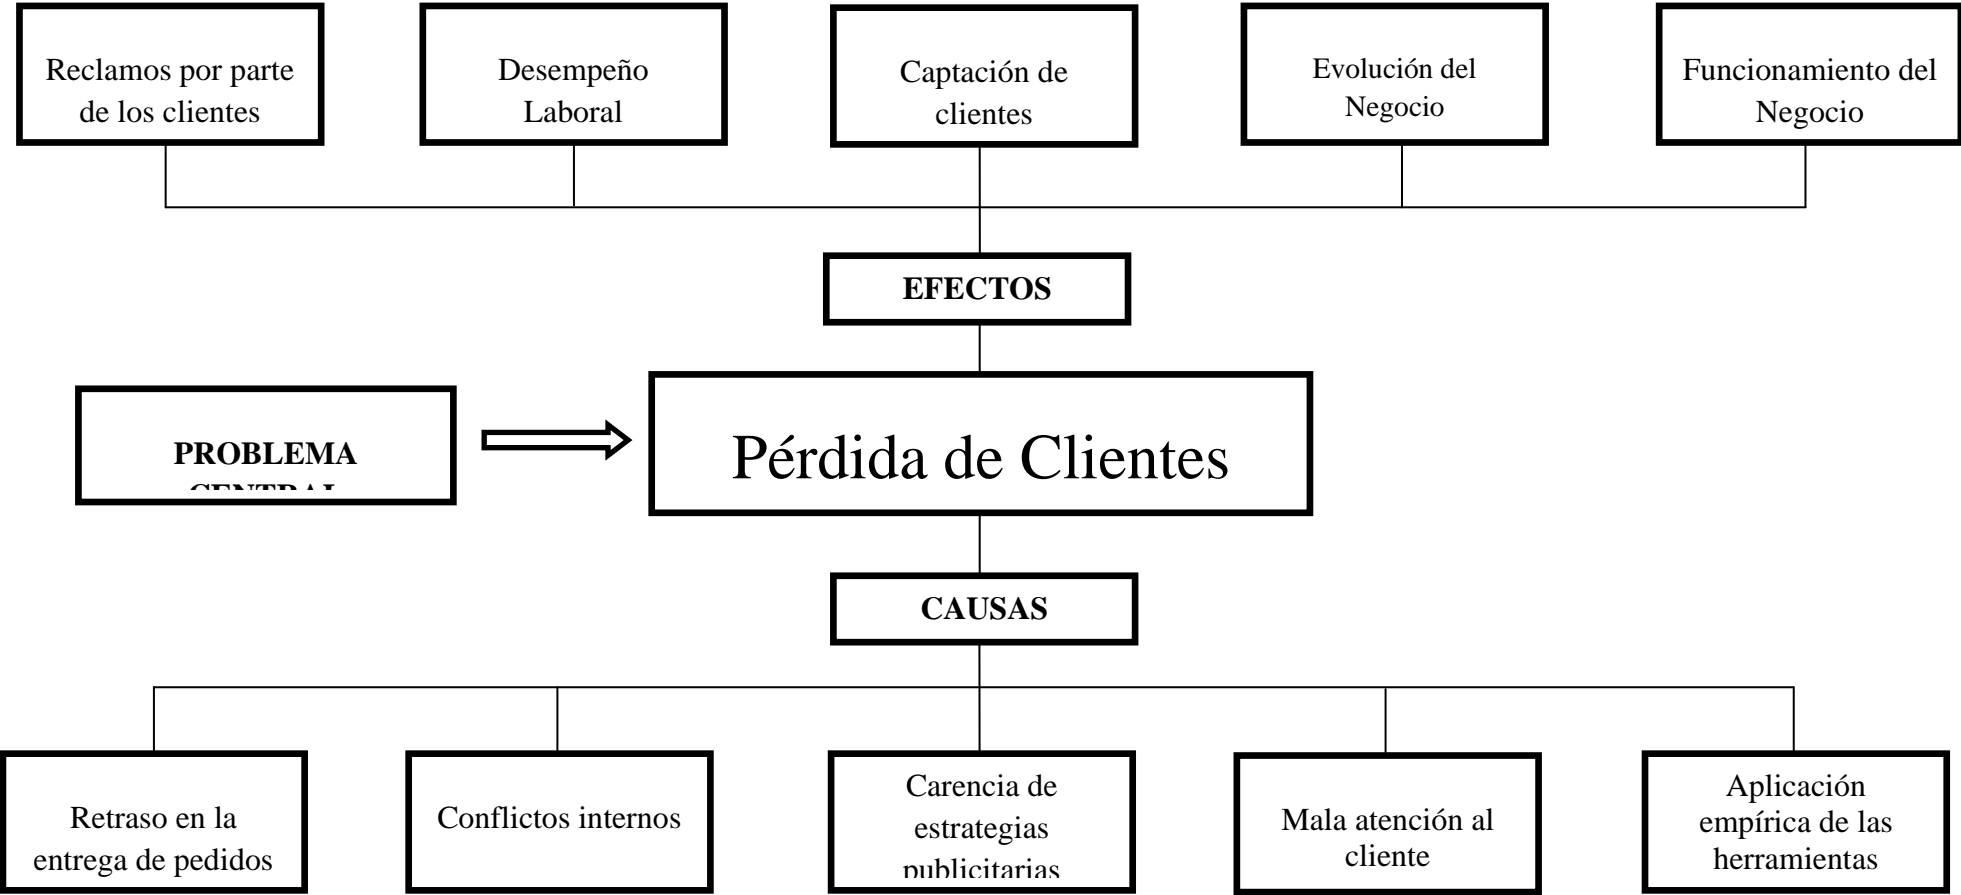 Reclamos por parte
de los clientes
Desempeño
Laboral
Captación de
clientes
Evolución del
Negocio
Funcionamiento del
Negocio
EFECTOS
PROBLEMA
CENTRAL
Pérdida de Clientes
CAUSAS
Retraso en la
entrega de pedidos
Conflictos internos
Carencia de
estrategias
publicitarias
Mala atención al
cliente
Aplicación
empírica de las
herramientas